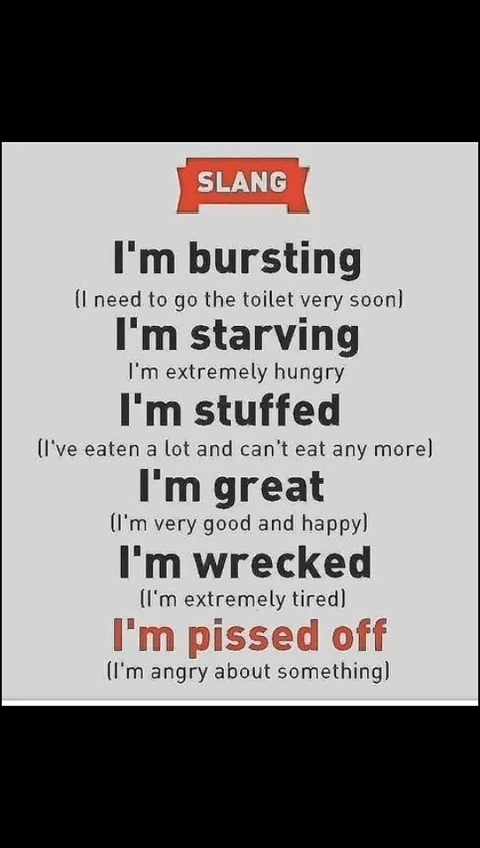 SLANG
I'm bursting
(I need to go the toilet very soon)
I'm starving
I'm extremely hungry
I'm stuffed
(I've eaten a lot and can't eat any more)
I'm great
(I'm very good and happy)
I'm wrecked
(I'm extremely tired)
I'm pissed off
(I'm angry about something)